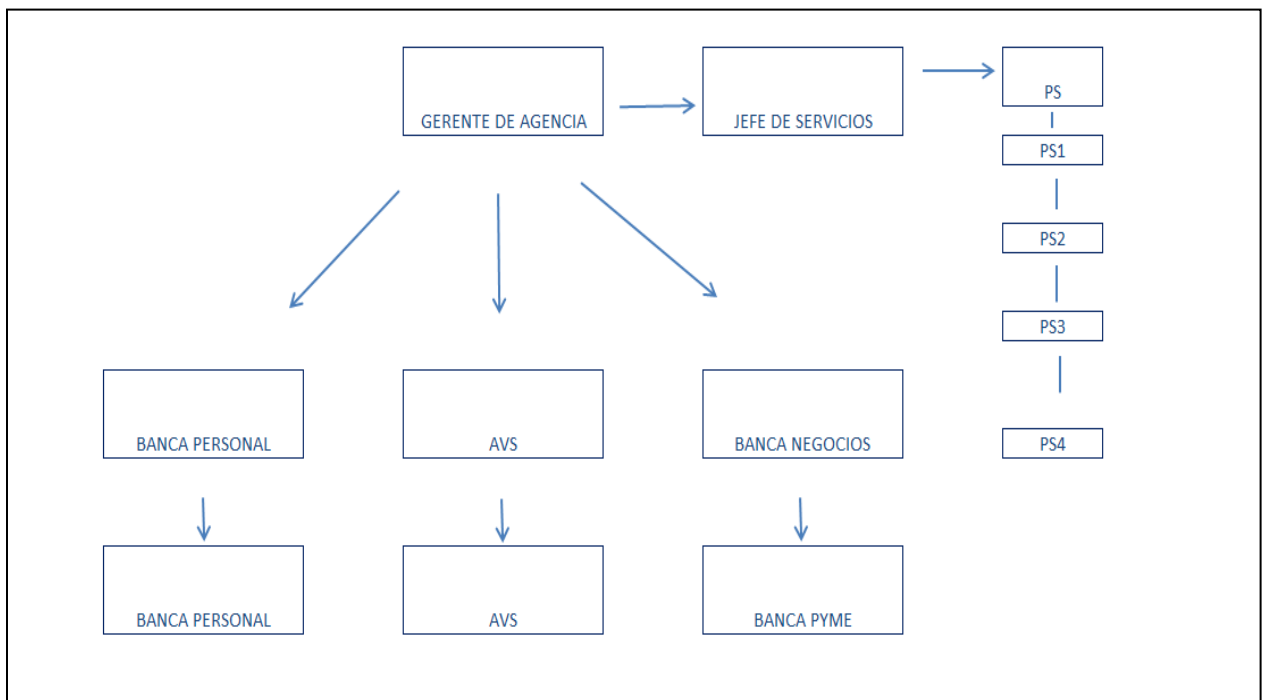 GERENTE DE AGENCIA
JEFE DE SERVICIOS
PS
PS1
PS2
PS3
PS4
BANCA PERSONAL
AVS
BANCA NEGOCIOS
BANCA PERSONAL
AVS
BANCA PYME